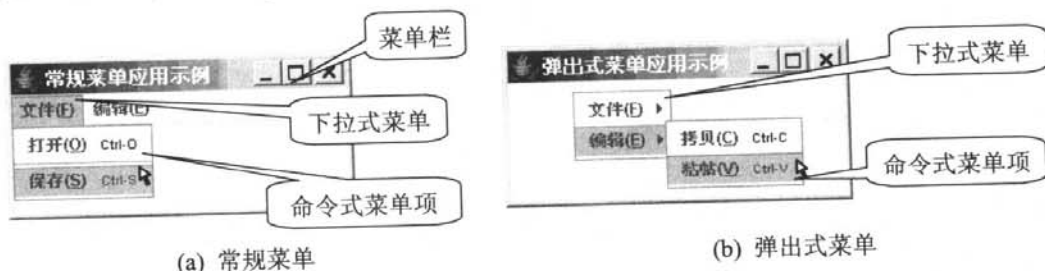 菜单栏
常规菜单应用示例
文件(F) 编辑(E)
下拉式菜单
打开(O) Ctrl-O
保存(S) Ctrl-S
命令式菜单项
(a) 常规菜单
下拉式菜单
弹出式菜单应用示例
文件(F)
编辑(E)
拷贝(C) Ctrl-C
粘帖(V) Ctrl-V
命令式菜单项
(b) 弹出式菜单